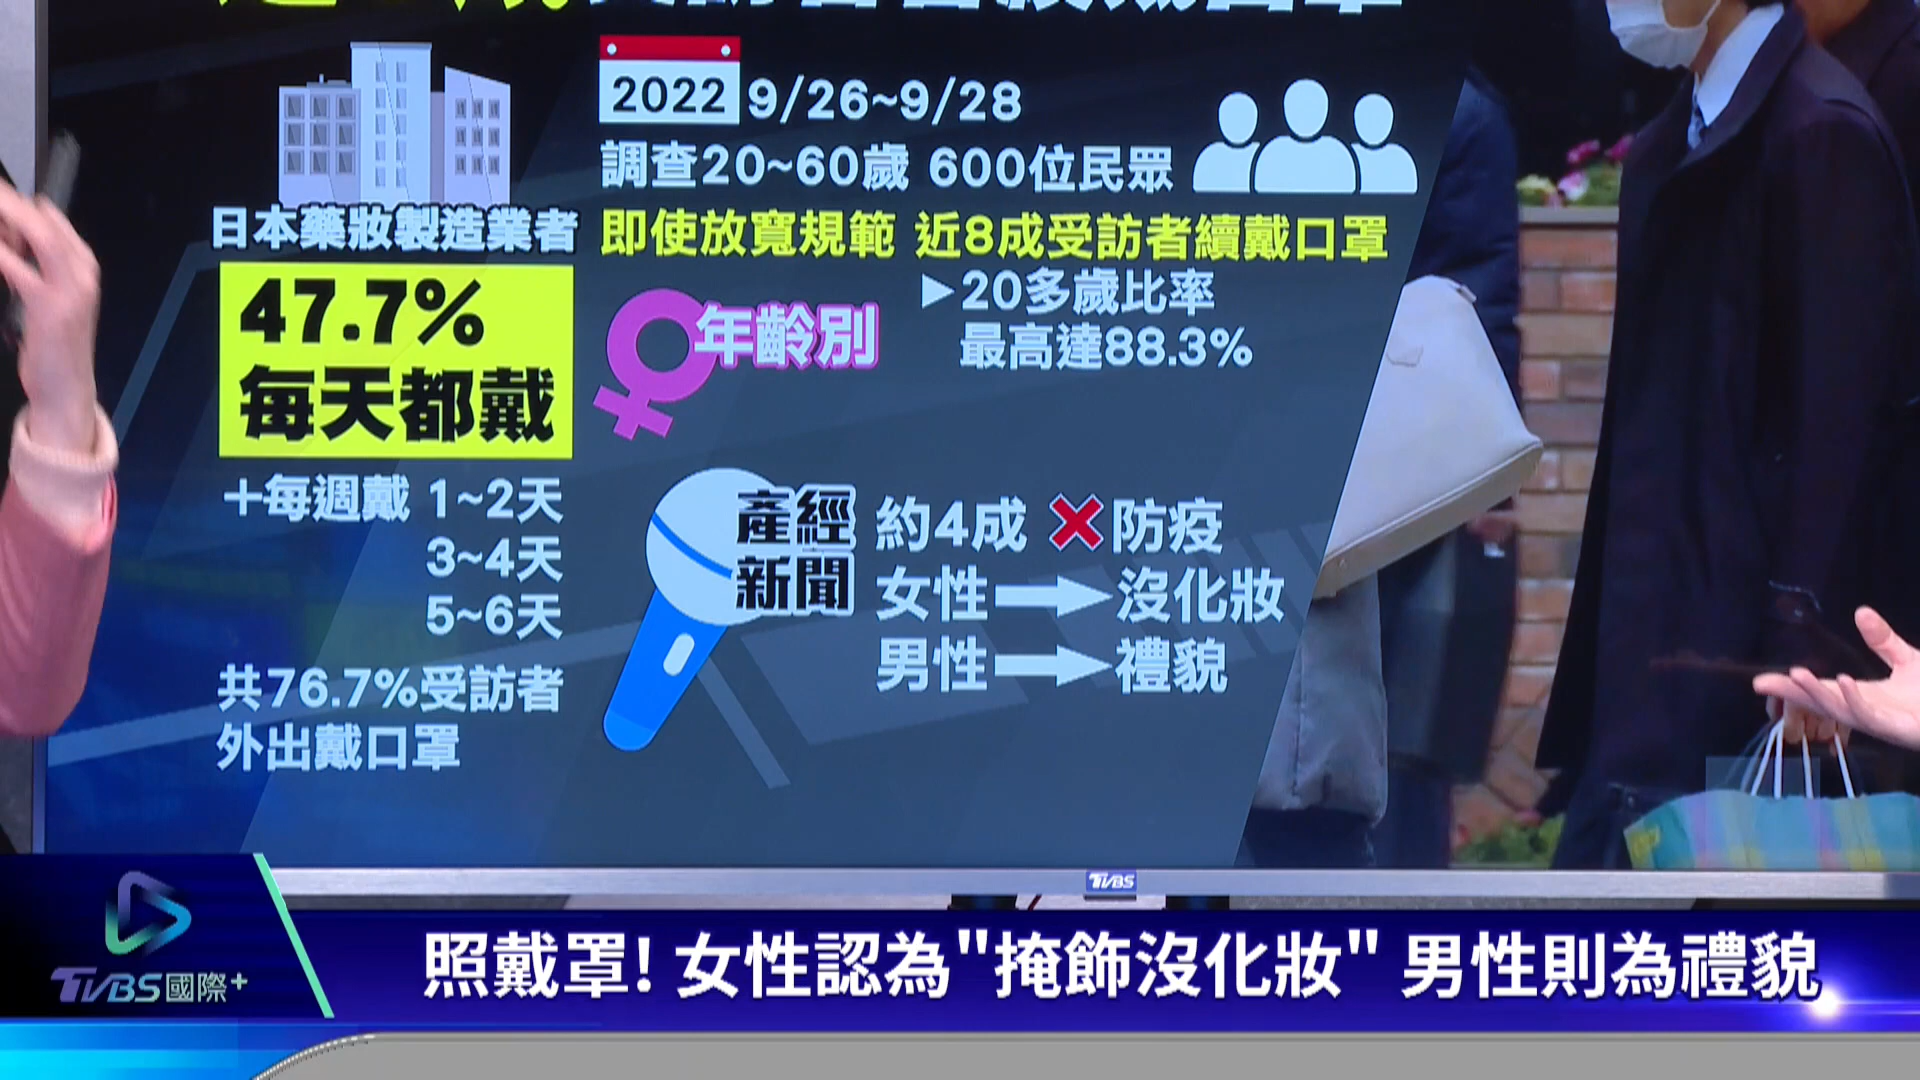 2022 9/26~9/28
調查20~60歲 600位民眾
日本藥妝製造業者
即使放寬規範 近8成受訪者續戴口罩
47.7%
每天都戴
年齡別
▶20多歲比率
最高達88.3%
+每週戴 1~2天
3~4天
5~6天
共76.7%受訪者
外出戴口罩
產經
新聞
約4成 ✕防疫
女性→沒化妝
男性→禮貌
TVBS
照戴罩! 女性認為"掩飾沒化妝" 男性則為禮貌
TVBS國際+